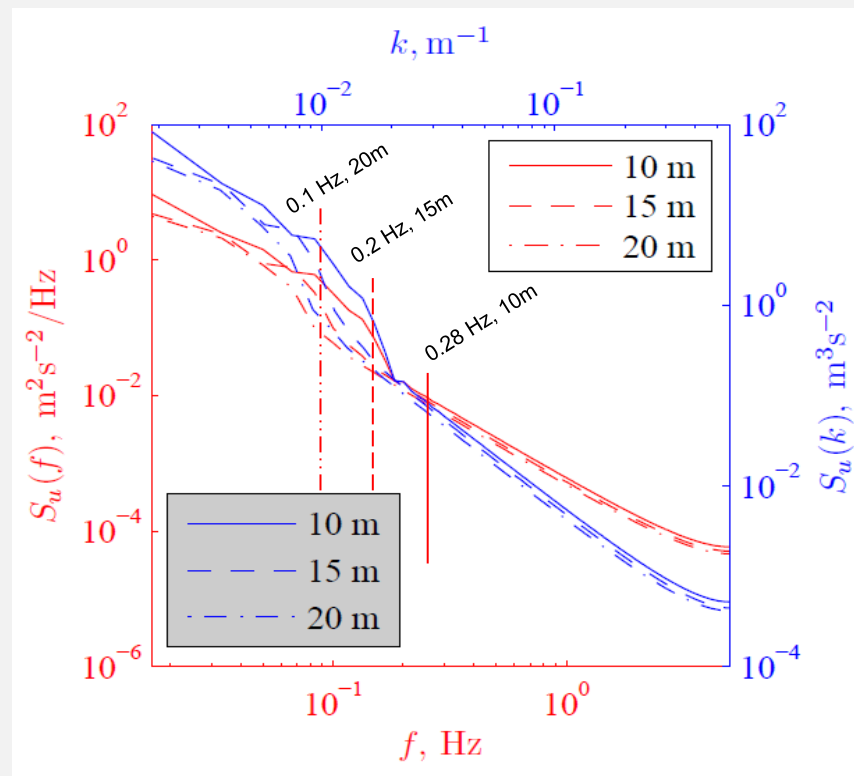 k, m⁻¹
10⁻² 10⁻¹
10² 10²
10 m
15 m
20 m
0.1 Hz, 20m
0.2 Hz, 15m
0.28 Hz, 10m
10⁰
10⁰
10⁻²
10⁻²
10⁻⁴
10⁻⁶ 10⁻⁴
S_u(f), m²s⁻²/Hz
S_u(k), m³s⁻²
10 m
15 m
20 m
10⁻¹ 10⁰
f, Hz